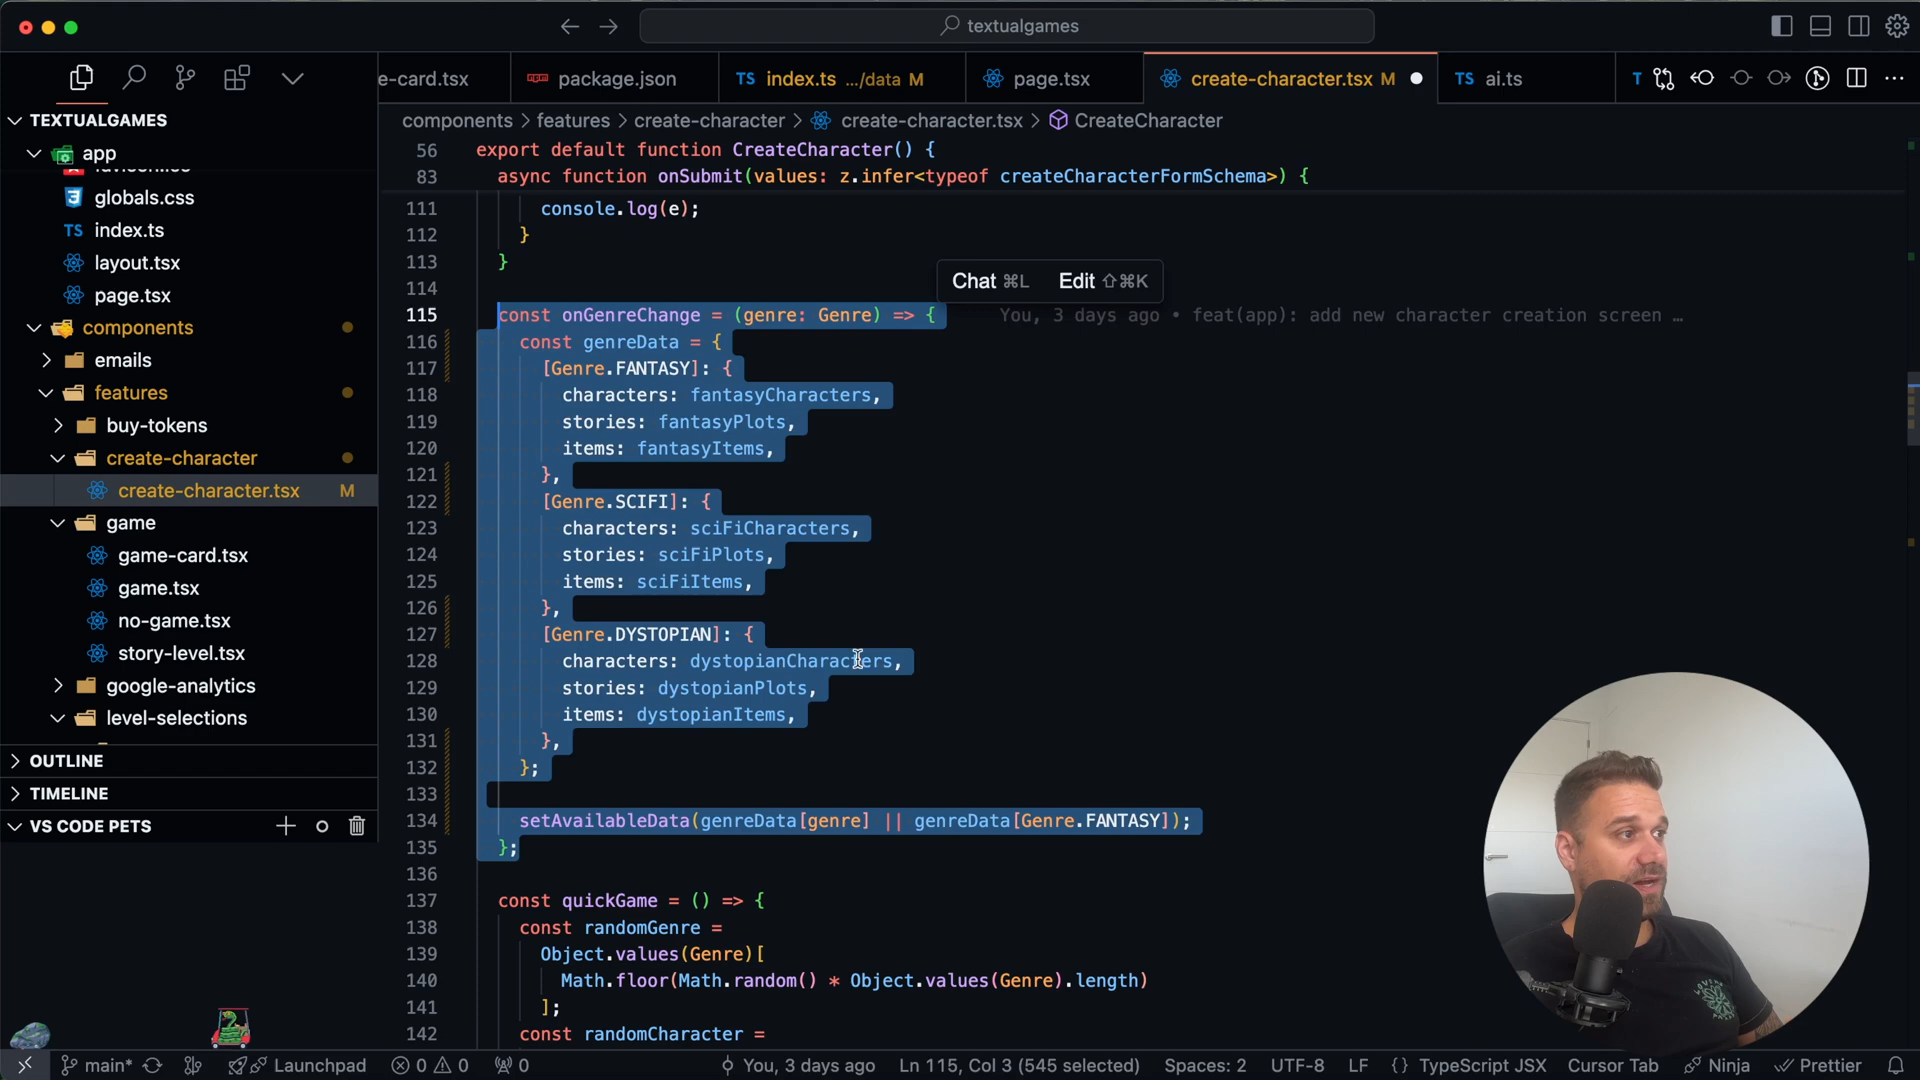 textualgames
e-card.tsx
package.json
TS index.ts .../data M
page.tsx
create-character.tsx M
TS ai.ts
T
TEXTUALGAMES
components > features > create-character > create-character.tsx > CreateCharacter
app
globals.css
TS index.ts
layout.tsx
page.tsx
components
emails
features
buy-tokens
create-character
create-character.tsx M
game
game-card.tsx
game.tsx
no-game.tsx
story-level.tsx
google-analytics
level-selections
OUTLINE
TIMELINE
VS CODE PETS
56 export default function CreateCharacter() {
83 async function onSubmit(values: z.infer<typeof createCharacterFormSchema>) {
111 console.log(e);
112 }
113 }
Chat ⌘L Edit ⇧⌘K
114
115 const onGenreChange = (genre: Genre) => { You, 3 days ago • feat(app): add new character creation screen …
116 const genreData = {
117 [Genre.FANTASY]: {
118 characters: fantasyCharacters,
119 stories: fantasyPlots,
120 items: fantasyItems,
121 },
122 [Genre.SCIFI]: {
123 characters: sciFiCharacters,
124 stories: sciFiPlots,
125 items: sciFiItems,
126 },
127 [Genre.DYSTOPIAN]: {
128 characters: dystopianCharacters,
129 stories: dystopianPlots,
130 items: dystopianItems,
131 },
132 };
133
134 setAvailableData(genreData[genre] || genreData[Genre.FANTASY]);
135 };
136
137 const quickGame = () => {
138 const randomGenre =
139 Object.values(Genre)[
140 Math.floor(Math.random() * Object.values(Genre).length)
141 ];
142 const randomCharacter =
main* Launchpad 0 0 0 You, 3 days ago Ln 115, Col 3 (545 selected) Spaces: 2 UTF-8 LF {} TypeScript JSX Cursor Tab Ninja Prettier